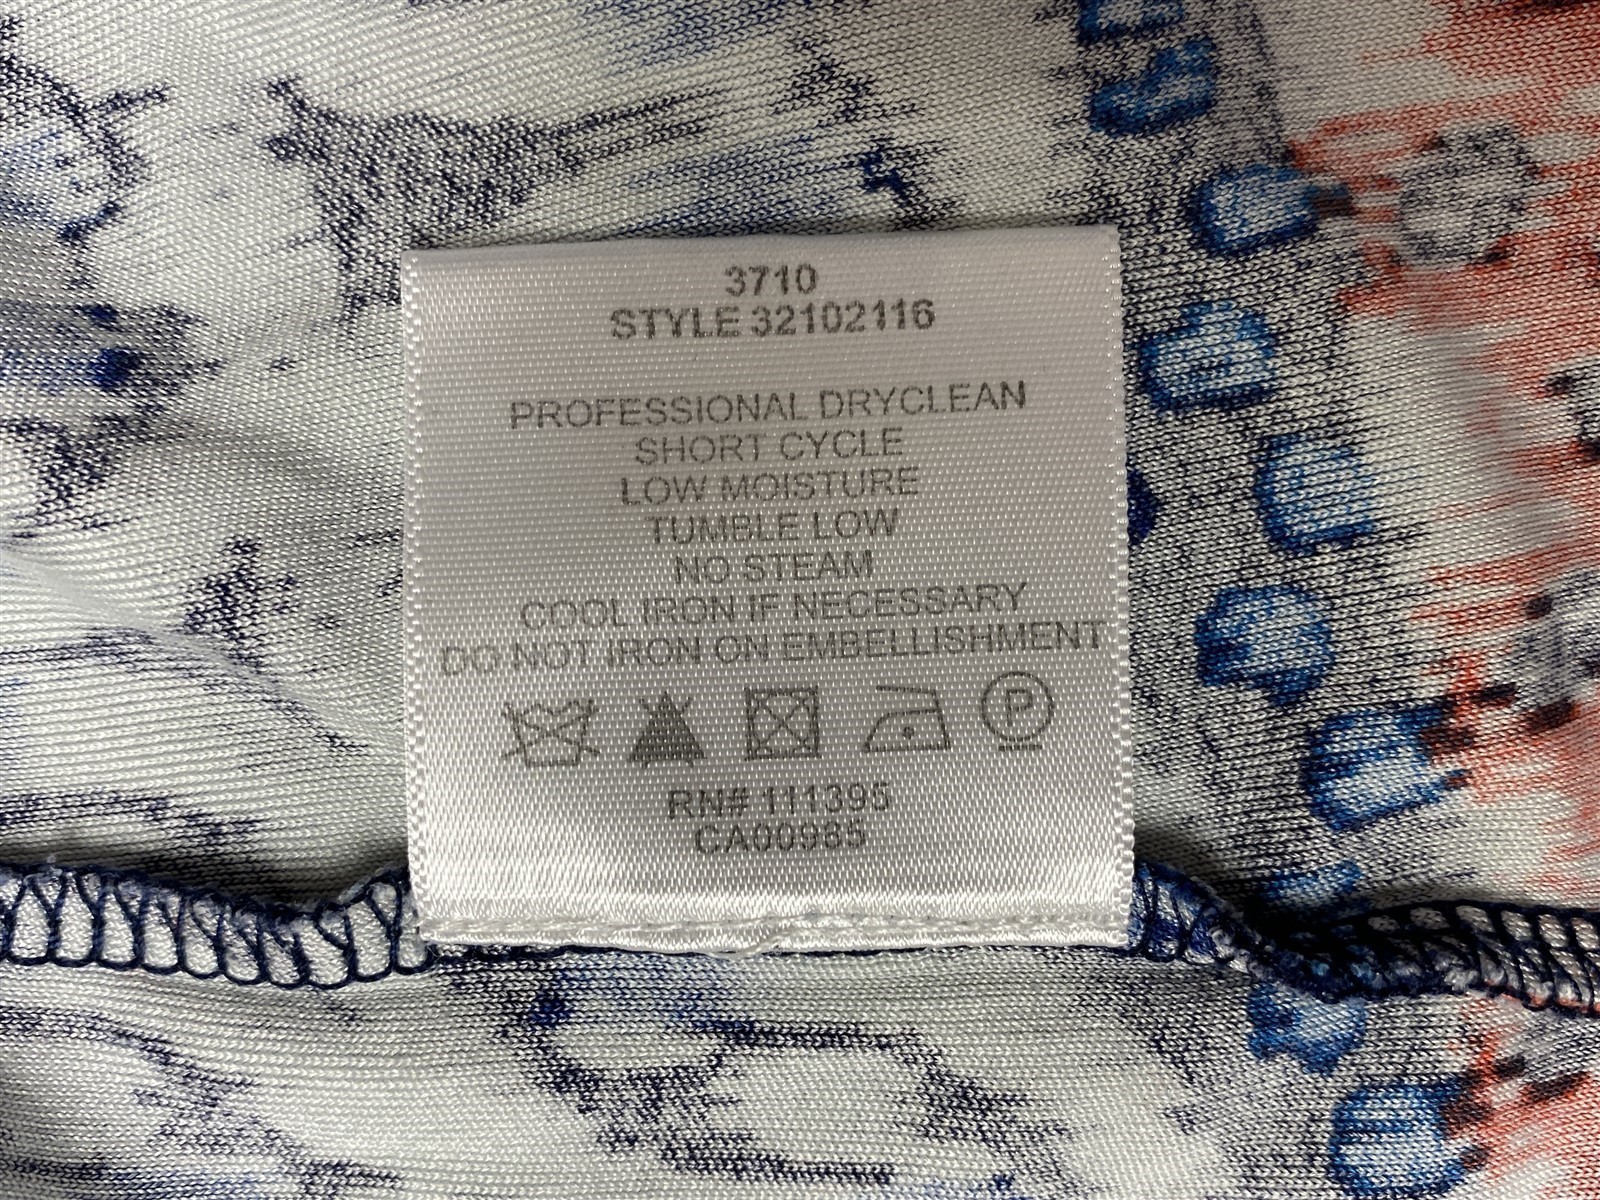 3710
STYLE 32102116
PROFESSIONAL DRYCLEAN
SHORT CYCLE
LOW MOISTURE
TUMBLE LOW
NO STEAM
COOL IRON IF NECESSARY
DO NOT IRON ON EMBELLISHMENT
P
RN# 111395
CA00985